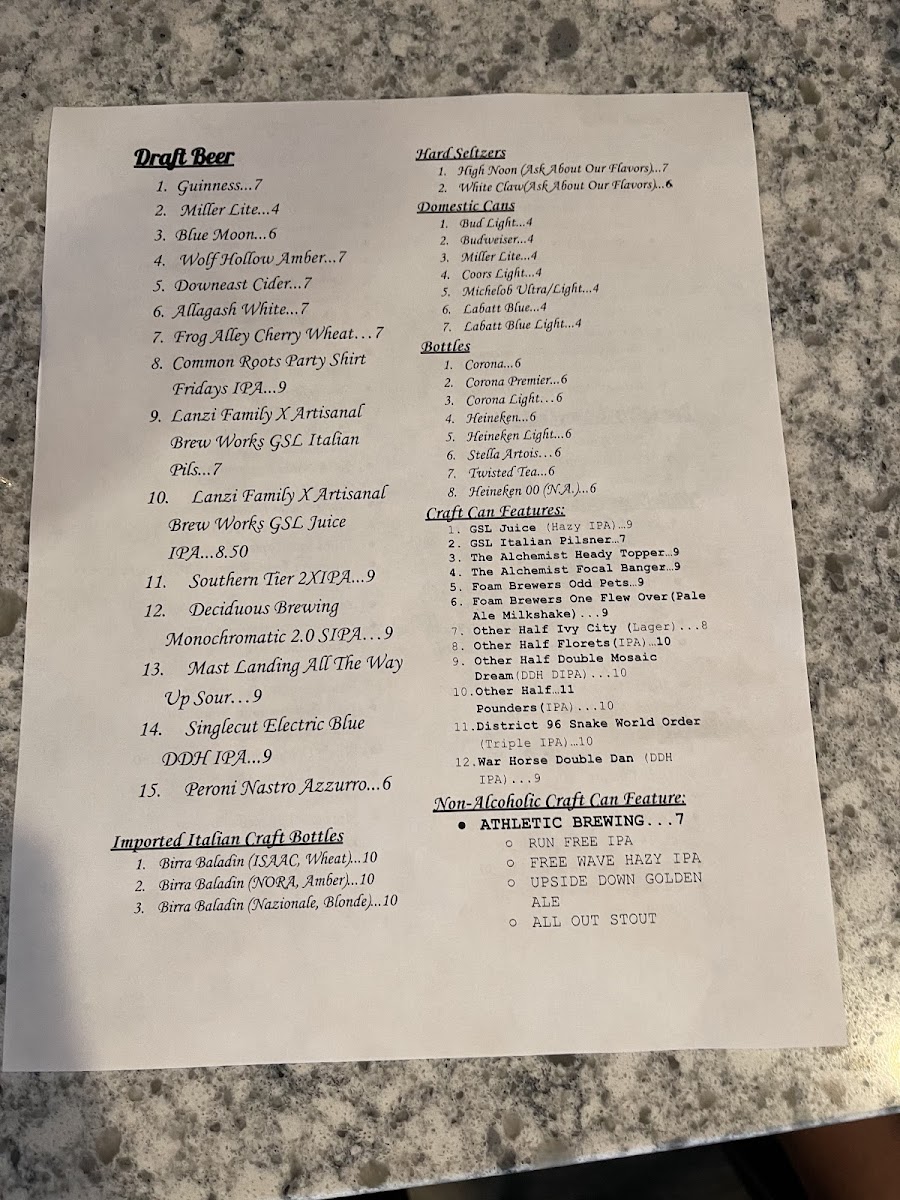 Draft Beer
1. Guinness...7
2. Miller Lite...4
3. Blue Moon...6
4. Wolf Hollow Amber...7
5. Downeast Cider...7
6. Allagash White...7
7. Frog Alley Cherry Wheat...7
8. Common Roots Party Shirt
Fridays IPA...9
9. Lanzi Family X Artisanal
Brew Works GSL Italian
Pils...7
10. Lanzi Family X Artisanal
Brew Works GSL Juice
IPA...8.50
11. Southern Tier 2XIPA...9
12. Deciduous Brewing
Monochromatic 2.0 SIPA...9
13. Mast Landing All The Way
Up Sour...9
14. Singlecut Electric Blue
DDH IPA...9
15. Peroni Nastro Azzurro...6
Imported Italian Craft Bottles
1. Birra Baladin (ISAAC, Wheat)...10
2. Birra Baladin (NORA, Amber)...10
3. Birra Baladin (Nazionale, Blonde)...10
Hard Seltzers
1. High Noon (Ask About Our Flavors)...7
2. White Claw(Ask About Our Flavors)...6
Domestic Cans
1. Bud Light...4
2. Budweiser...4
3. Miller Lite...4
4. Coors Light...4
5. Michelob Ultra/Light...4
6. Labatt Blue...4
7. Labatt Blue Light...4
Bottles
1. Corona...6
2. Corona Premier...6
3. Corona Light...6
4. Heineken...6
5. Heineken Light...6
6. Stella Artois...6
7. Twisted Tea...6
8. Heineken 00 (N.A.)...6
Craft Can Features:
1. GSL Juice (Hazy IPA)…9
2. GSL Italian Pilsner…7
3. The Alchemist Heady Topper…9
4. The Alchemist Focal Banger…9
5. Foam Brewers Odd Pets…9
6. Foam Brewers One Flew Over(Pale
Ale Milkshake)...9
7. Other Half Ivy City (Lager)...8
8. Other Half Florets(IPA)…10
9. Other Half Double Mosaic
Dream(DDH DIPA)...10
10.Other Half…11
Pounders(IPA)...10
11.District 96 Snake World Order
(Triple IPA)…10
12.War Horse Double Dan (DDH
IPA)...9
Non-Alcoholic Craft Can Feature:
● ATHLETIC BREWING...7
○ RUN FREE IPA
○ FREE WAVE HAZY IPA
○ UPSIDE DOWN GOLDEN
ALE
○ ALL OUT STOUT